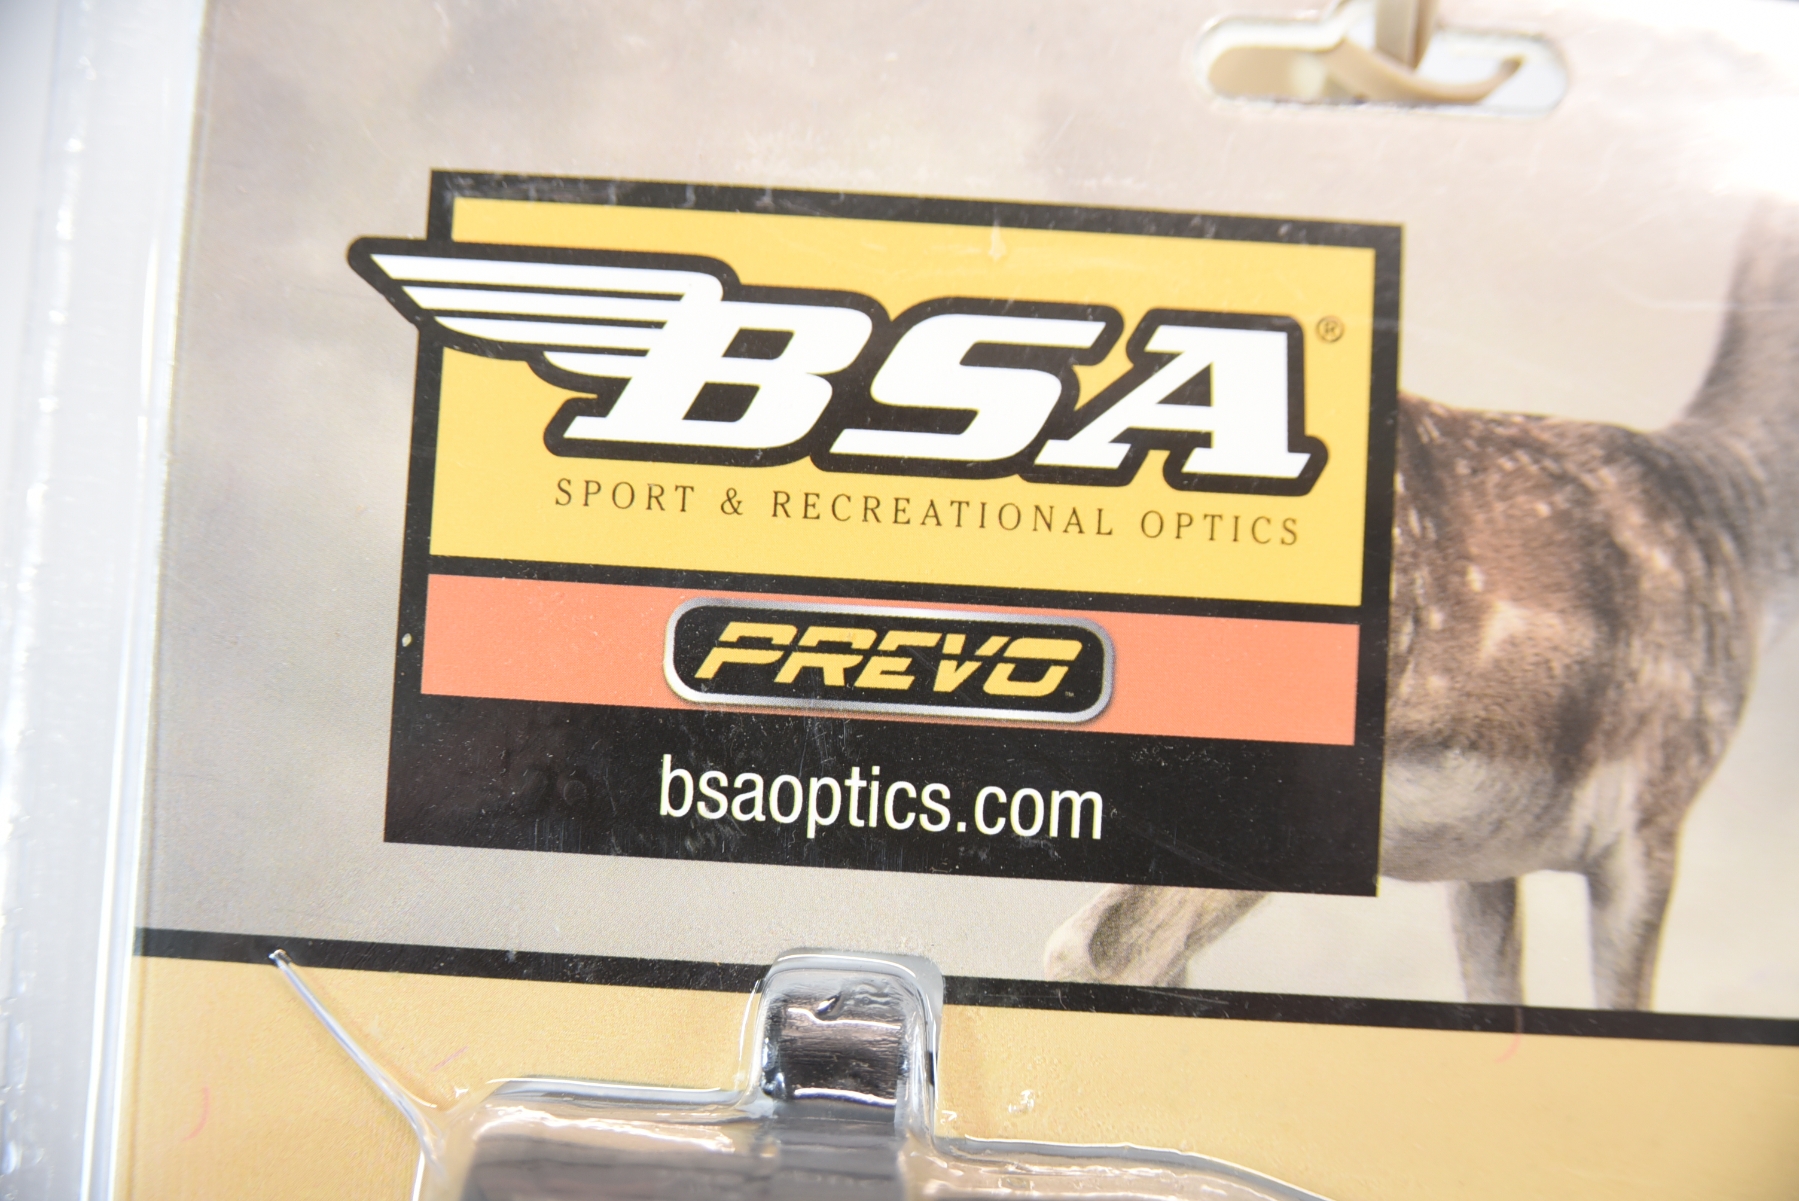 BSA®
SPORT & RECREATIONAL OPTICS
PREVO™
bsaoptics.com